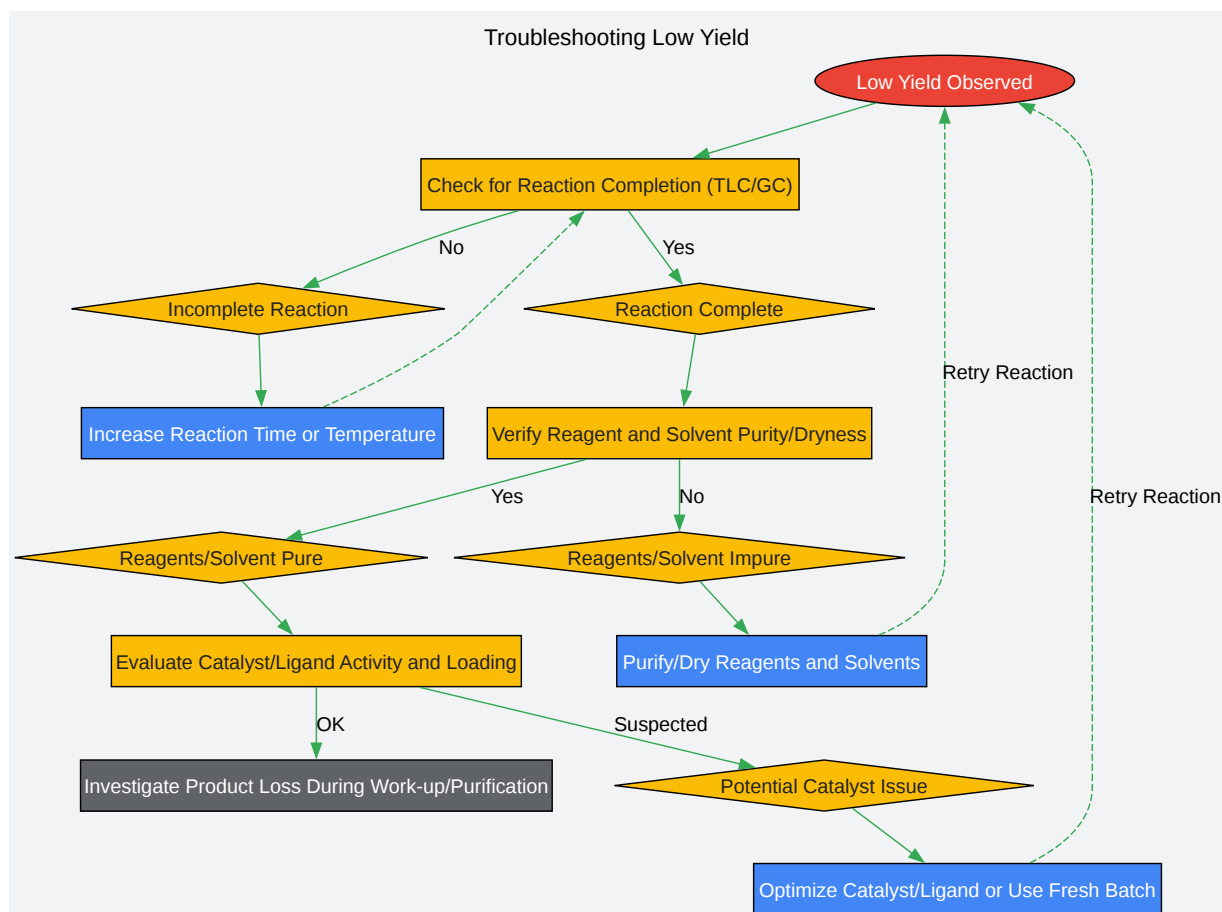 Troubleshooting Low Yield
Low Yield Observed
Check for Reaction Completion (TLC/GC)
No
Yes
Incomplete Reaction
Reaction Complete
Retry Reaction
Increase Reaction Time or Temperature
Verify Reagent and Solvent Purity/Dryness
Yes
No
Retry Reaction
Reagents/Solvent Pure
Reagents/Solvent Impure
Evaluate Catalyst/Ligand Activity and Loading
Purify/Dry Reagents and Solvents
OK
Suspected
Investigate Product Loss During Work-up/Purification
Potential Catalyst Issue
Optimize Catalyst/Ligand or Use Fresh Batch